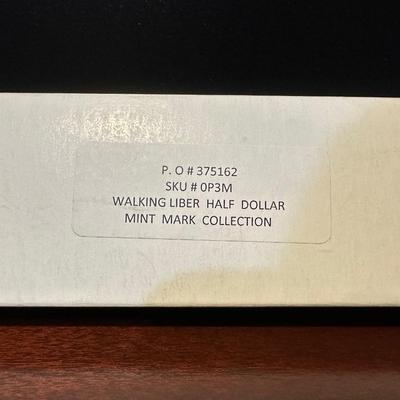 P. O # 375162
SKU # 0P3M
WALKING LIBER HALF DOLLAR
MINT MARK COLLECTION